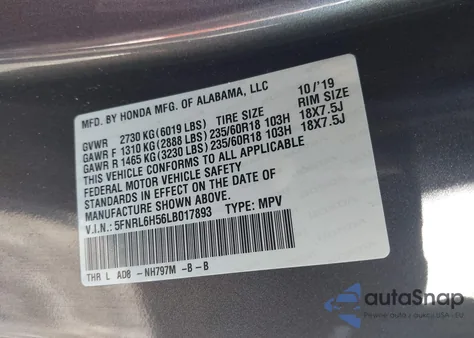 MFD. BY HONDA MFG. OF ALABAMA, LLC 10/'19
GVWR 2730 KG(6019 LBS) TIRE SIZE RIM SIZE
GAWR F 1310 KG(2888 LBS) 235/60R18 103H 18X7.5J
GAWR R 1465 KG(3230 LBS) 235/60R18 103H 18X7.5J
THIS VEHICLE CONFORMS TO ALL APPLICABLE
FEDERAL MOTOR VEHICLE SAFETY
STANDARDS IN EFFECT ON THE DATE OF
MANUFACTURE SHOWN ABOVE.
V.I.N.: 5FNRL6H56LB017893 TYPE: MPV
THR L AD8 -NH797M -B -B
autoSnap